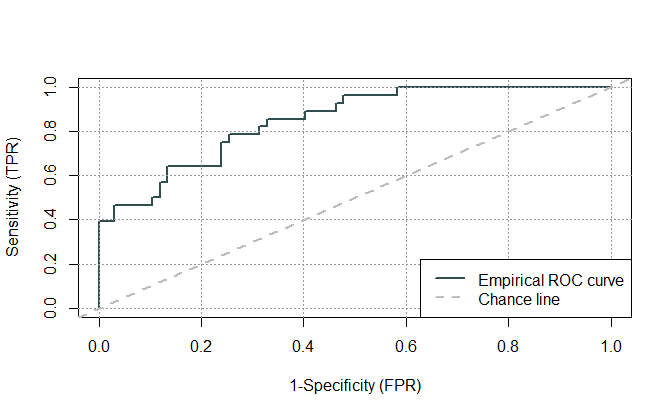 Sensitivity (TPR)
1.0
0.8
0.6
0.4
0.2
0.0
Empirical ROC curve
Chance line
0.0 0.2 0.4 0.6 0.8 1.0
1-Specificity (FPR)